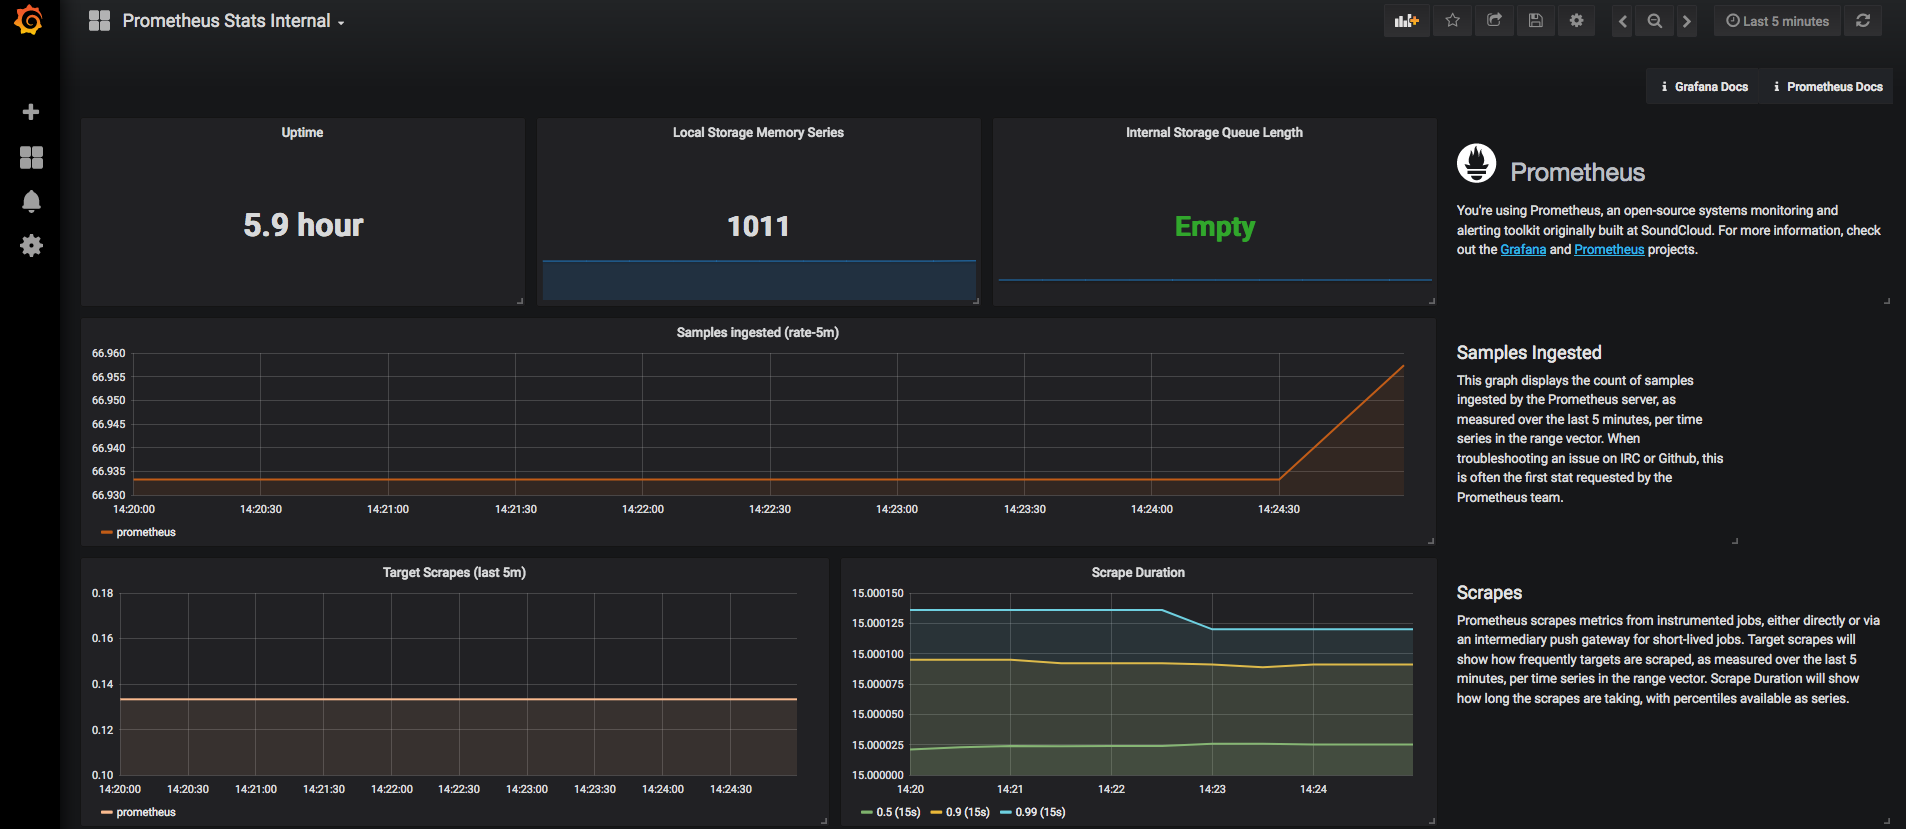 Prometheus Stats Internal
Last 5 minutes
Grafana Docs
Prometheus Docs
Uptime
5.9 hour
Local Storage Memory Series
1011
Internal Storage Queue Length
Empty
Prometheus
You're using Prometheus, an open-source systems monitoring and
alerting toolkit originally built at SoundCloud. For more information, check
out the Grafana and Prometheus projects.
Samples ingested (rate-5m)
66.960
66.955
66.950
66.945
66.940
66.935
66.930
14:20:00 14:20:30 14:21:00 14:21:30 14:22:00 14:22:30 14:23:00 14:23:30 14:24:00 14:24:30
prometheus
Samples Ingested
This graph displays the count of samples
ingested by the Prometheus server, as
measured over the last 5 minutes, per time
series in the range vector. When
troubleshooting an issue on IRC or Github, this
is often the first stat requested by the
Prometheus team.
Target Scrapes (last 5m)
0.18
0.16
0.14
0.12
0.10
14:20:00 14:20:30 14:21:00 14:21:30 14:22:00 14:22:30 14:23:00 14:23:30 14:24:00 14:24:30
prometheus
Scrape Duration
15.000150
15.000125
15.000100
15.000075
15.000050
15.000025
15.000000
14:20 14:21 14:22 14:23 14:24
0.5 (15s) 0.9 (15s) 0.99 (15s)
Scrapes
Prometheus scrapes metrics from instrumented jobs, either directly or via
an intermediary push gateway for short-lived jobs. Target scrapes will
show how frequently targets are scraped, as measured over the last 5
minutes, per time series in the range vector. Scrape Duration will show
how long the scrapes are taking, with percentiles available as series.